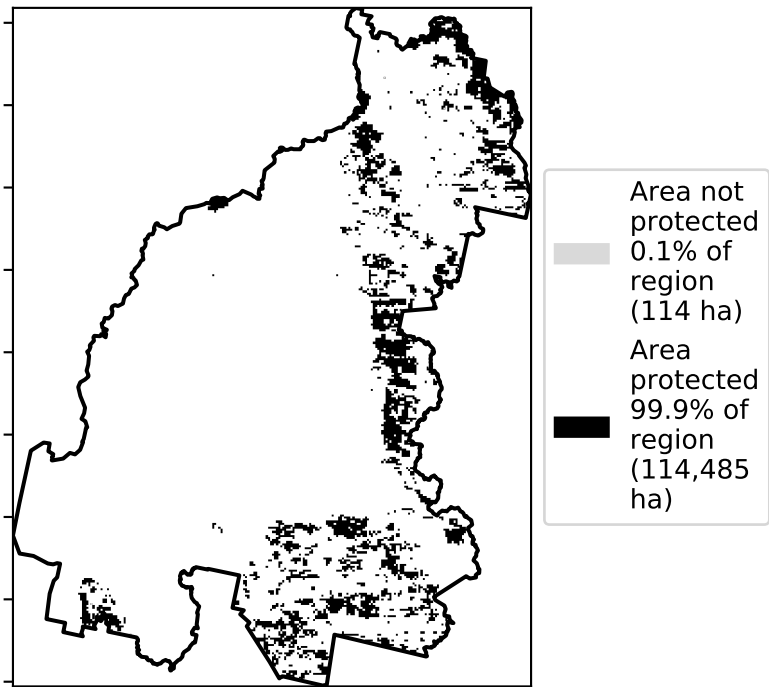 Area not
protected
0.1% of
region
(114 ha)
Area
protected
99.9% of
region
(114,485
ha)